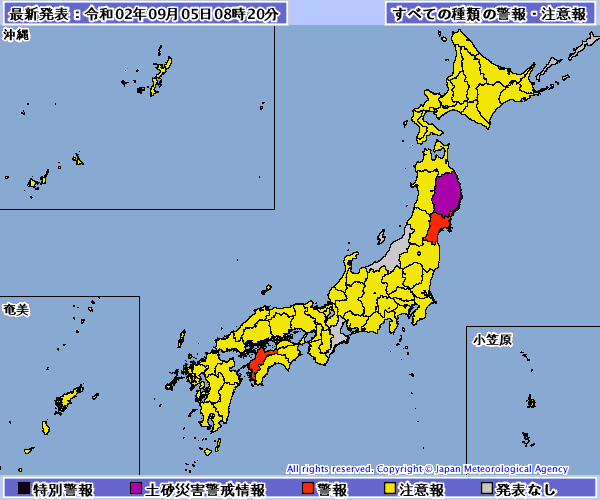 最新発表:令和02年09月05日08時20分
すべての種類の警報・注意報
沖縄
奄美
小笠原
All rights reserved. Copyright © Japan Meteorological Agency
特別警報 土砂災害警戒情報 警報 注意報 発表なし